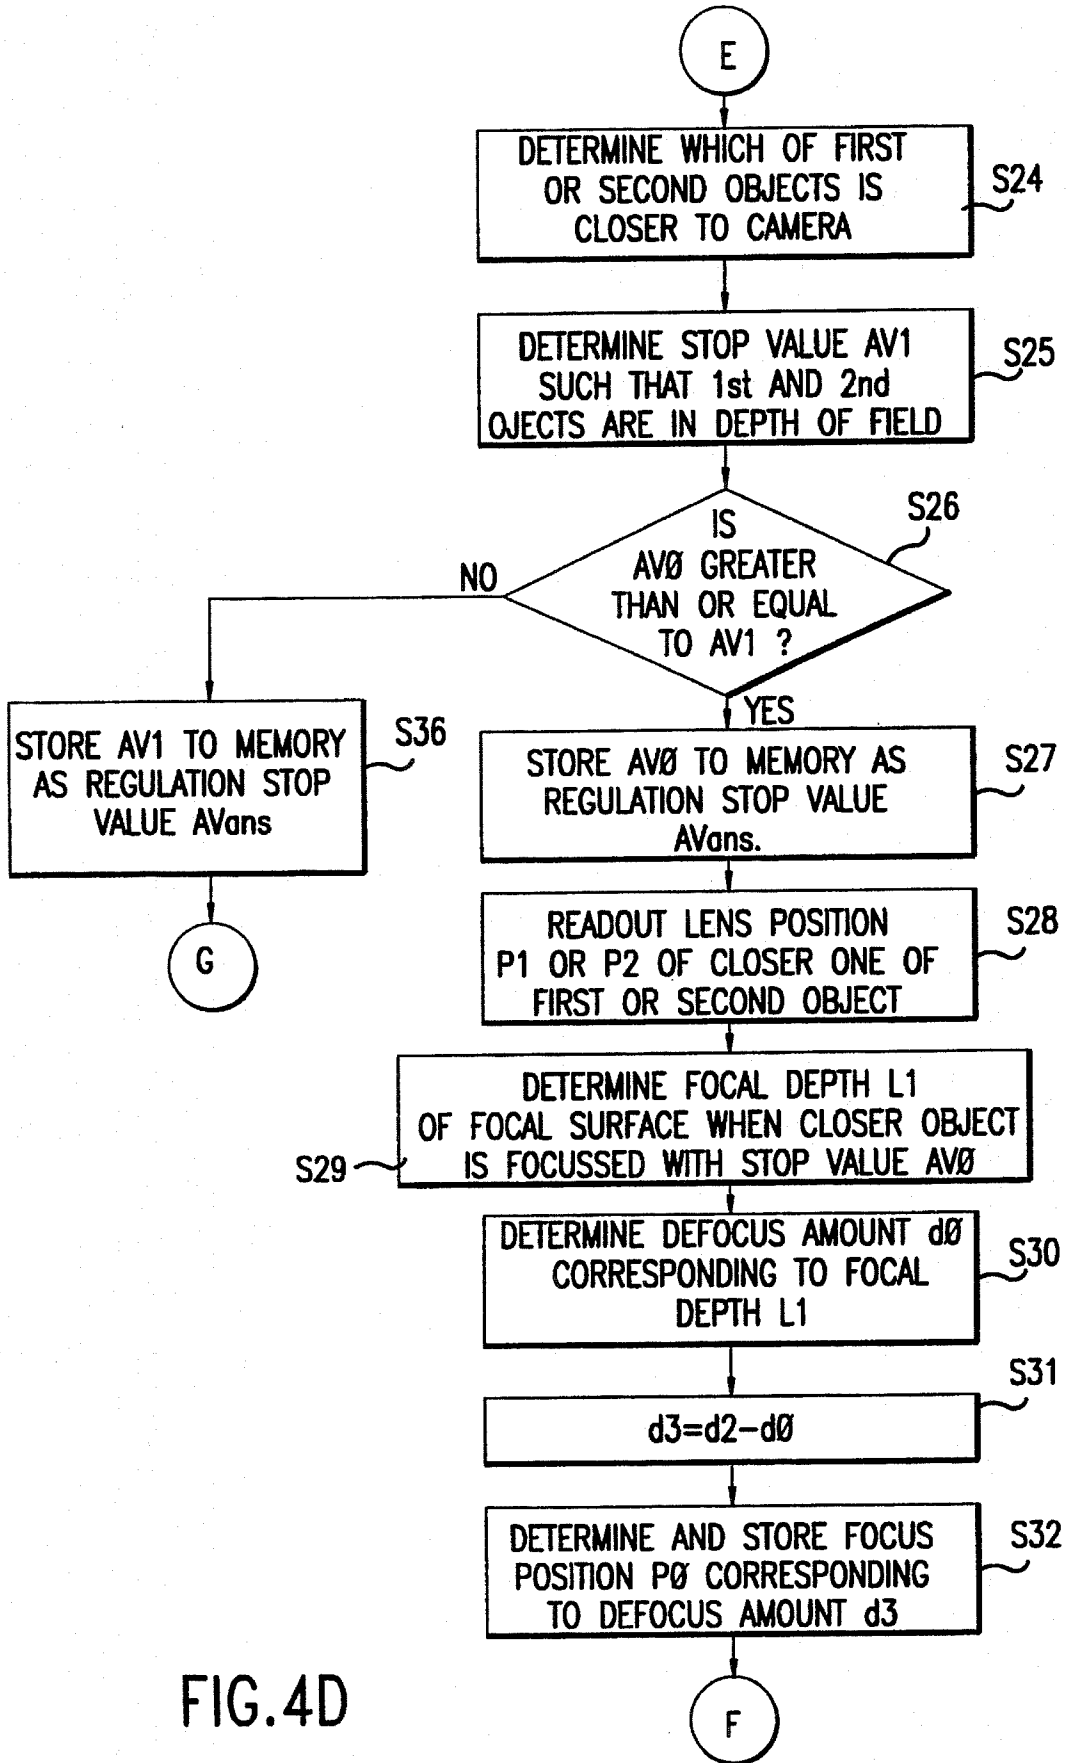 E
DETERMINE WHICH OF FIRST
OR SECOND OBJECTS IS
CLOSER TO CAMERA
S24
DETERMINE STOP VALUE AV1
SUCH THAT 1st AND 2nd
OJECTS ARE IN DEPTH OF FIELD
S25
IS
AVØ GREATER
THAN OR EQUAL
TO AV1 ?
S26
NO
YES
STORE AV1 TO MEMORY
AS REGULATION STOP
VALUE AVans
S36
G
STORE AVØ TO MEMORY AS
REGULATION STOP VALUE
AVans.
S27
READOUT LENS POSITION
P1 OR P2 OF CLOSER ONE OF
FIRST OR SECOND OBJECT
S28
DETERMINE FOCAL DEPTH L1
OF FOCAL SURFACE WHEN CLOSER OBJECT
IS FOCUSSED WITH STOP VALUE AVØ
S29
DETERMINE DEFOCUS AMOUNT dØ
CORRESPONDING TO FOCAL
DEPTH L1
S30
d3=d2-dØ
S31
DETERMINE AND STORE FOCUS
POSITION PØ CORRESPONDING
TO DEFOCUS AMOUNT d3
S32
F
FIG.4D